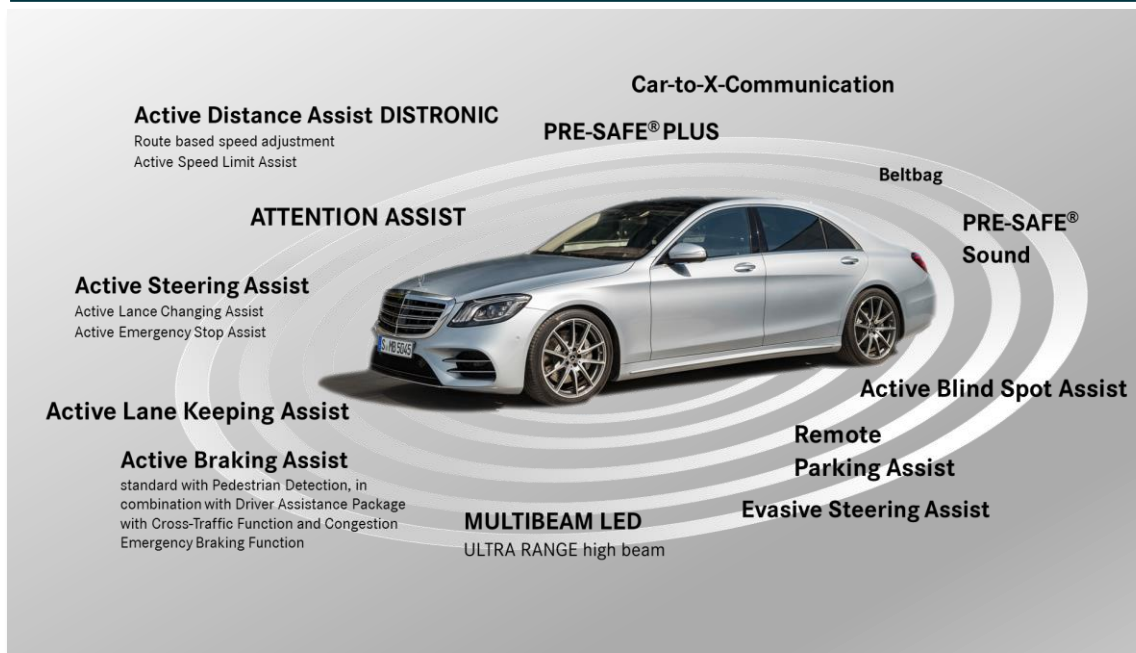 Car-to-X-Communication
Active Distance Assist DISTRONIC
Route based speed adjustment
Active Speed Limit Assist
PRE-SAFE® PLUS
Beltbag
ATTENTION ASSIST
PRE-SAFE®
Sound
Active Steering Assist
Active Lance Changing Assist
Active Emergency Stop Assist
S MB 5045
Active Blind Spot Assist
Active Lane Keeping Assist
Remote
Parking Assist
Active Braking Assist
standard with Pedestrian Detection, in
combination with Driver Assistance Package
with Cross-Traffic Function and Congestion
Emergency Braking Function
Evasive Steering Assist
MULTIBEAM LED
ULTRA RANGE high beam